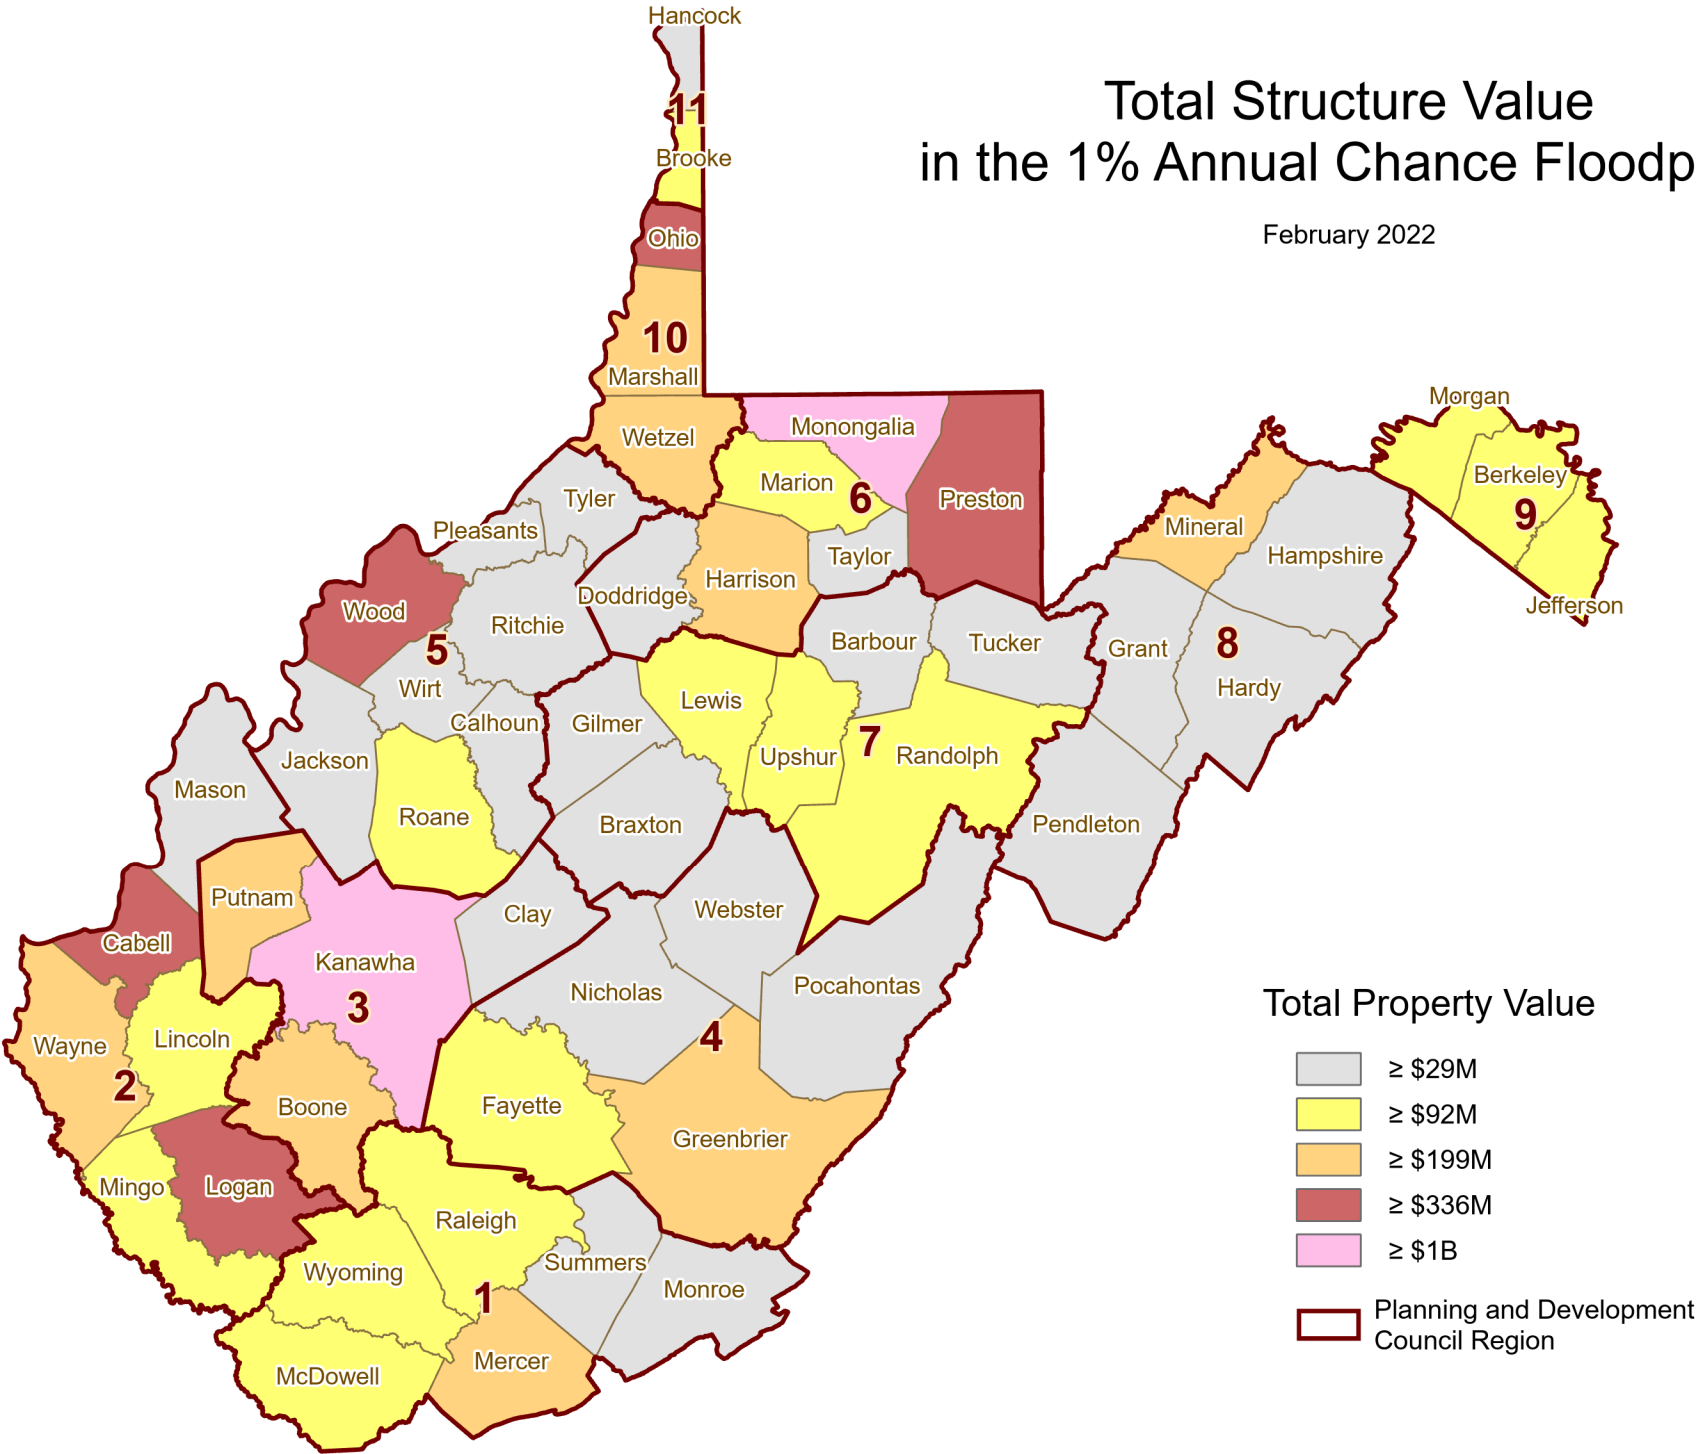 Total Structure Value
in the 1% Annual Chance Floodp
February 2022
Hancock
11
Brooke
Ohio
10
Marshall
Wetzel
Monongalia
Marion
6
Preston
Tyler
Pleasants
Taylor
Harrison
Doddridge
Wood
Ritchie
5
Wirt
Calhoun
Jackson
Mason
Roane
Gilmer
Lewis
Upshur
7
Randolph
Barbour
Tucker
Braxton
Morgan
Berkeley
9
Jefferson
Mineral
Hampshire
Grant
8
Hardy
Pendleton
Putnam
Cabell
Kanawha
3
Clay
Webster
Nicholas
Pocahontas
4
Wayne
Lincoln
2
Boone
Fayette
Greenbrier
Mingo
Logan
Raleigh
Summers
Monroe
Wyoming
1
Mercer
McDowell
Total Property Value
≥ $29M
≥ $92M
≥ $199M
≥ $336M
≥ $1B
Planning and Development
Council Region